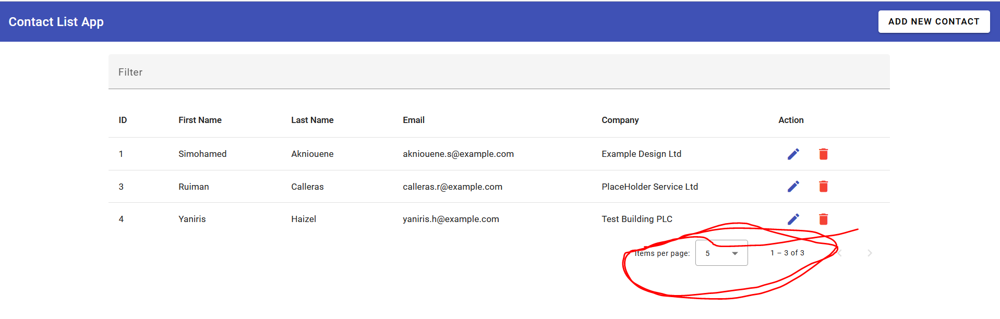 Contact List App
ADD NEW CONTACT
Filter
ID First Name Last Name Email Company Action
1 Simohamed Akniouene akniouene.s@example.com Example Design Ltd
3 Ruiman Calleras calleras.r@example.com PlaceHolder Service Ltd
4 Yaniris Haizel yaniris.h@example.com Test Building PLC
Items per page: 5 1 – 3 of 3